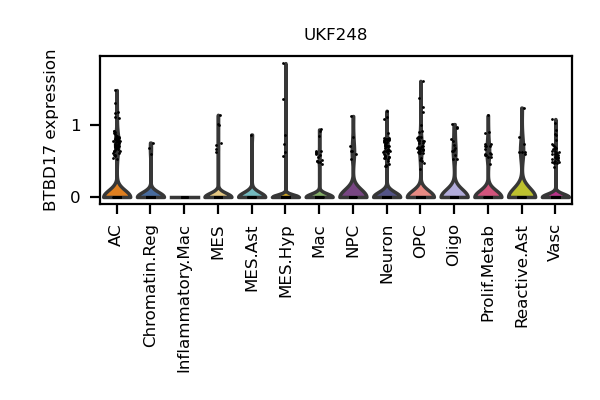 UKF248
BTBD17 expression
1
0
AC
Chromatin.Reg
Inflammatory.Mac
MES
MES.Ast
MES.Hyp
Mac
NPC
Neuron
OPC
Oligo
Prolif.Metab
Reactive.Ast
Vasc